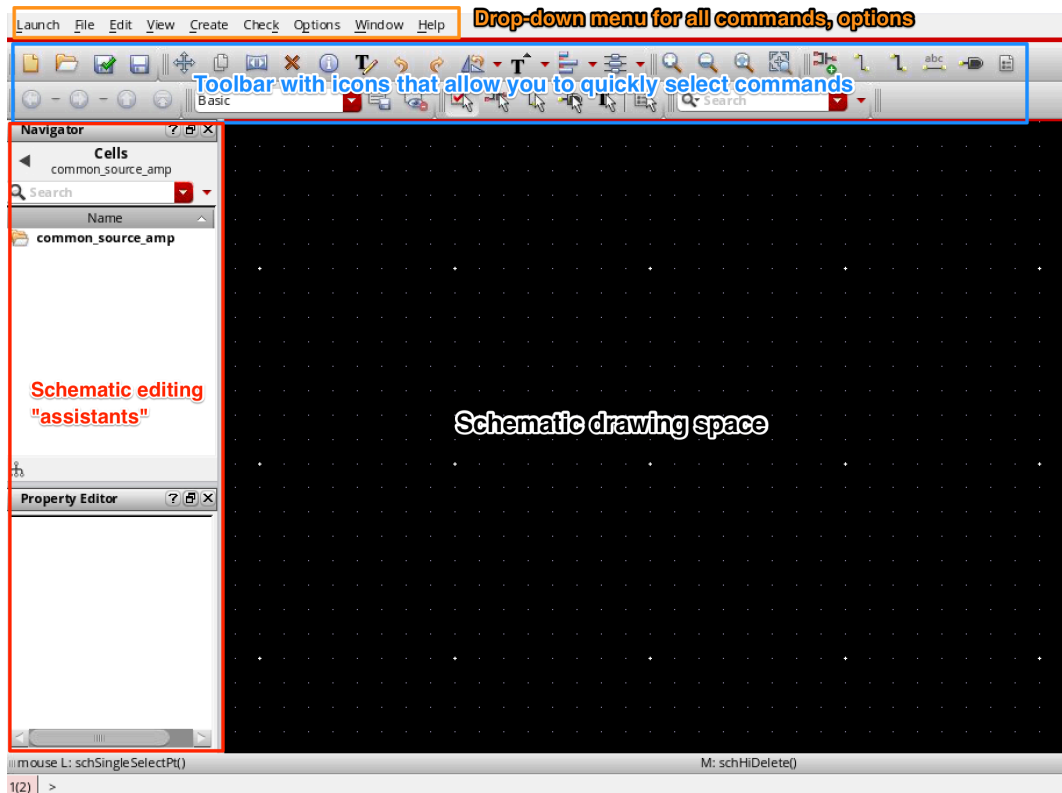 Launch File Edit View Create Check Options Window Help
Drop-down menu for all commands, options
abc
Toolbar with icons that allow you to quickly select commands
Basic
Search
Navigator
Cells
common_source_amp
Search
Name
common_source_amp
Schematic editing
"assistants"
Schematic drawing space
Property Editor
mouse L: schSingleSelectPt()
M: schHiDelete()
1(2) >